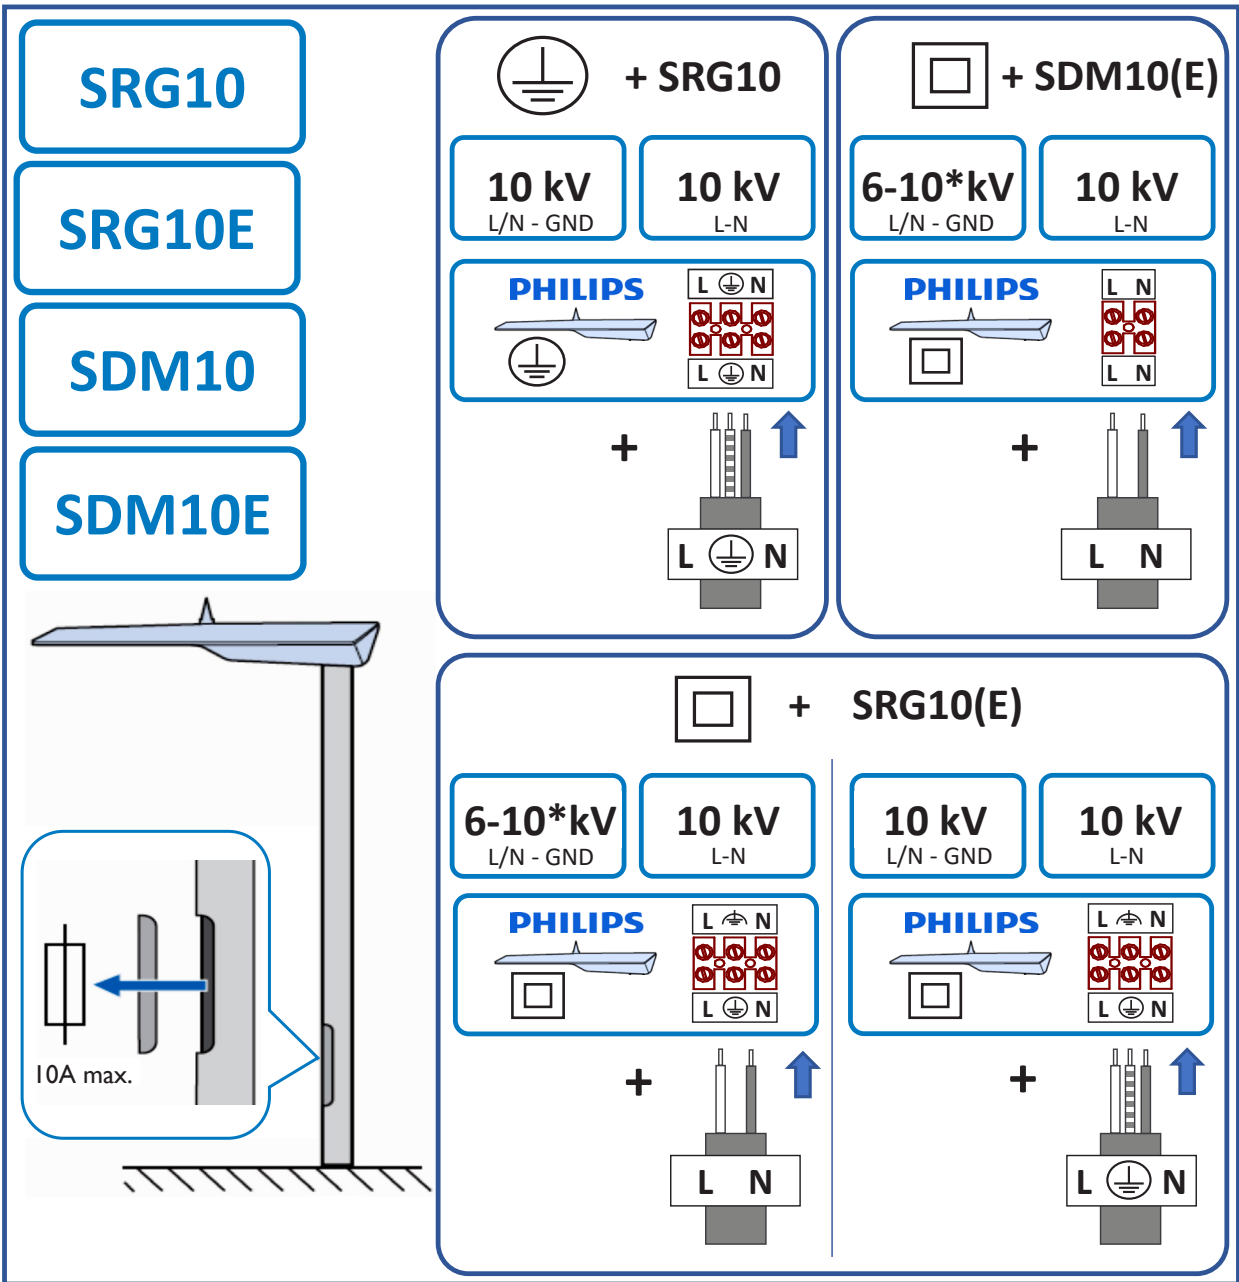 SRG10
SRG10E
SDM10
SDM10E
10A max.
+ SRG10
10 kV
L/N - GND
10 kV
L-N
PHILIPS
L N
L N
+
L N
+ SDM10(E)
6-10*kV
L/N - GND
10 kV
L-N
PHILIPS
L N
L N
+
L N
+ SRG10(E)
6-10*kV
L/N - GND
10 kV
L-N
PHILIPS
L N
L N
+
L N
10 kV
L/N - GND
10 kV
L-N
PHILIPS
L N
L N
+
L N